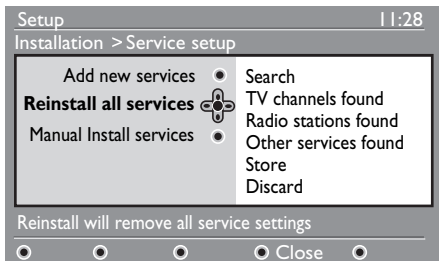 Setup 11:28
Installation > Service setup
Add new services
Reinstall all services
Manual Install services
Search
TV channels found
Radio stations found
Other services found
Store
Discard
Reinstall will remove all service settings
Close